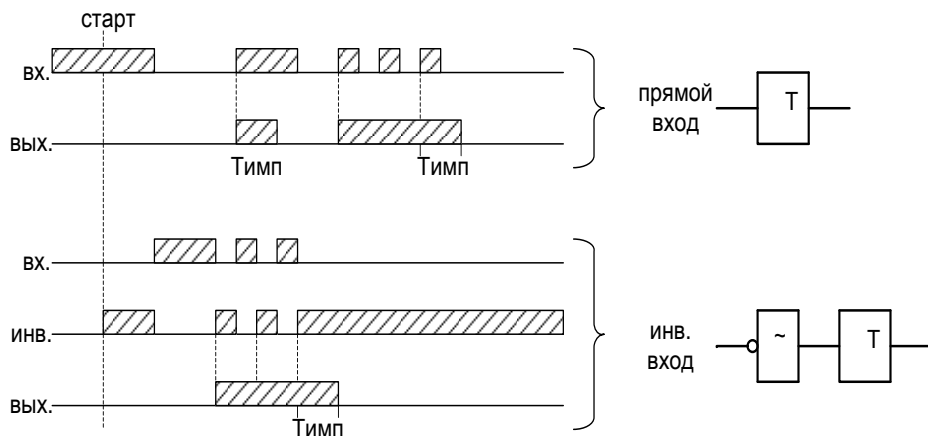 старт
вх.
вых.
Тимп
Тимп
прямой
вход
T
вх.
инв.
вых.
Тимп
инв.
вход
~
T